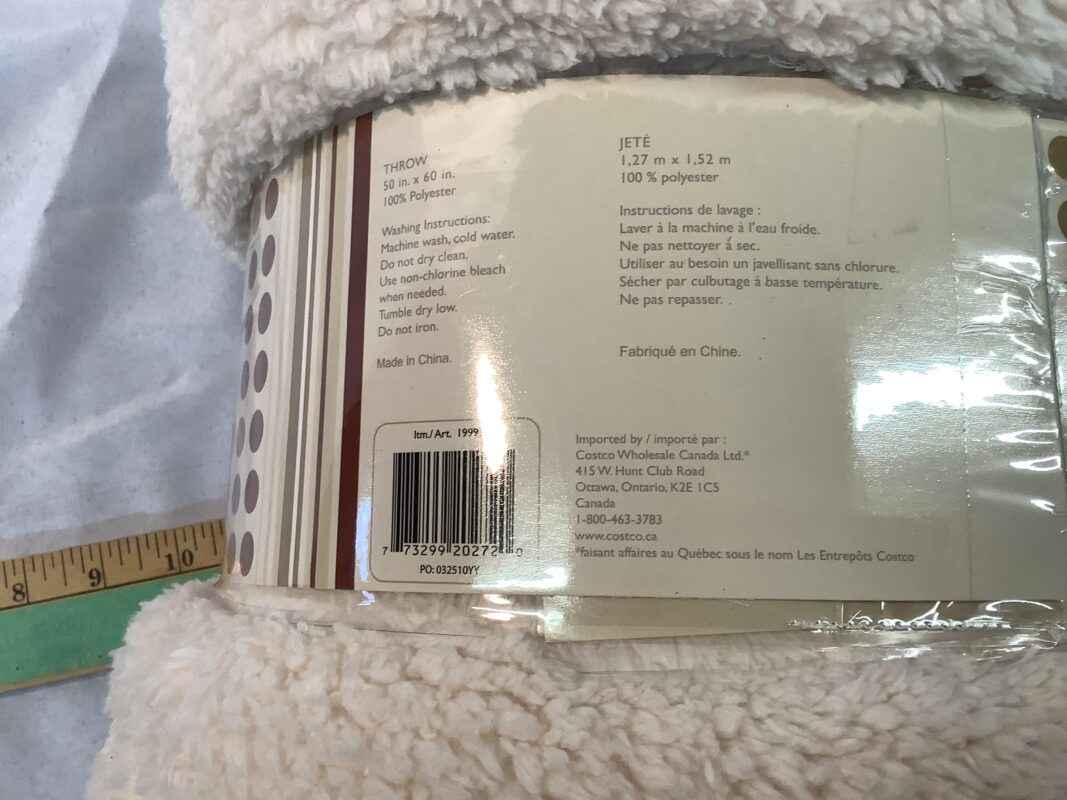 THROW
50 in. x 60 in.
100% Polyester
Washing Instructions:
Machine wash, cold water.
Do not dry clean.
Use non-chlorine bleach
when needed.
Tumble dry low.
Do not iron.
Made in China.
JETÉ
1,27 m x 1,52 m
100 % polyester
Instructions de lavage :
Laver à la machine à l'eau froide.
Ne pas nettoyer á sec.
Utiliser au besoin un javellisant sans chlorure.
Sécher par culbutage à basse température.
Ne pas repasser.
Fabriqué en Chine.
Itm./Art.
7 73299 20272 0
PO: 032510YY
Imported by / importé par :
Costco Wholesale Canada Ltd.*
415 W. Hunt Club Road
Ottawa, Ontario, K2E 1C5
Canada
1-800-463-3783
www.costco.ca
*faisant affaires au Québec sous le nom Les Entrepôts Costco
8 9 10